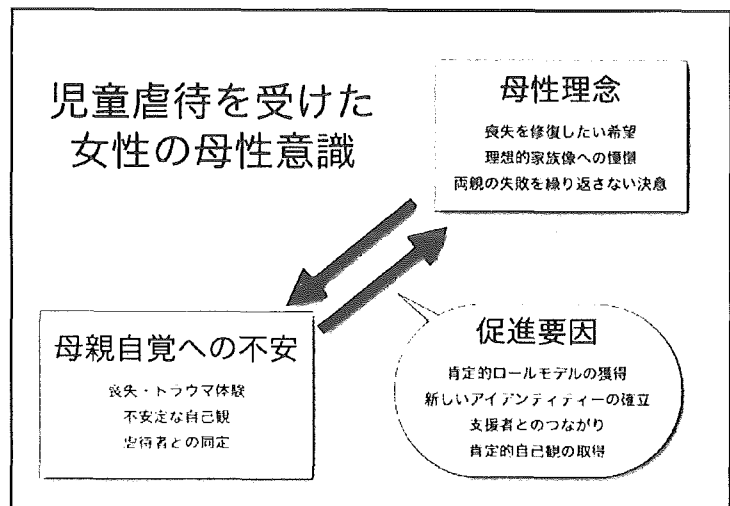 児童虐待を受けた
女性の母性意識
母性理念
喪失を修復したい希望
理想的家族像への憧憬
両親の失敗を繰り返さない決意
母親自覚への不安
喪失・トラウマ体験
不安定な自己観
虐待者との同定
促進要因
肯定的ロールモデルの獲得
新しいアイデンティティーの確立
支援者とのつながり
肯定的自己観の取得